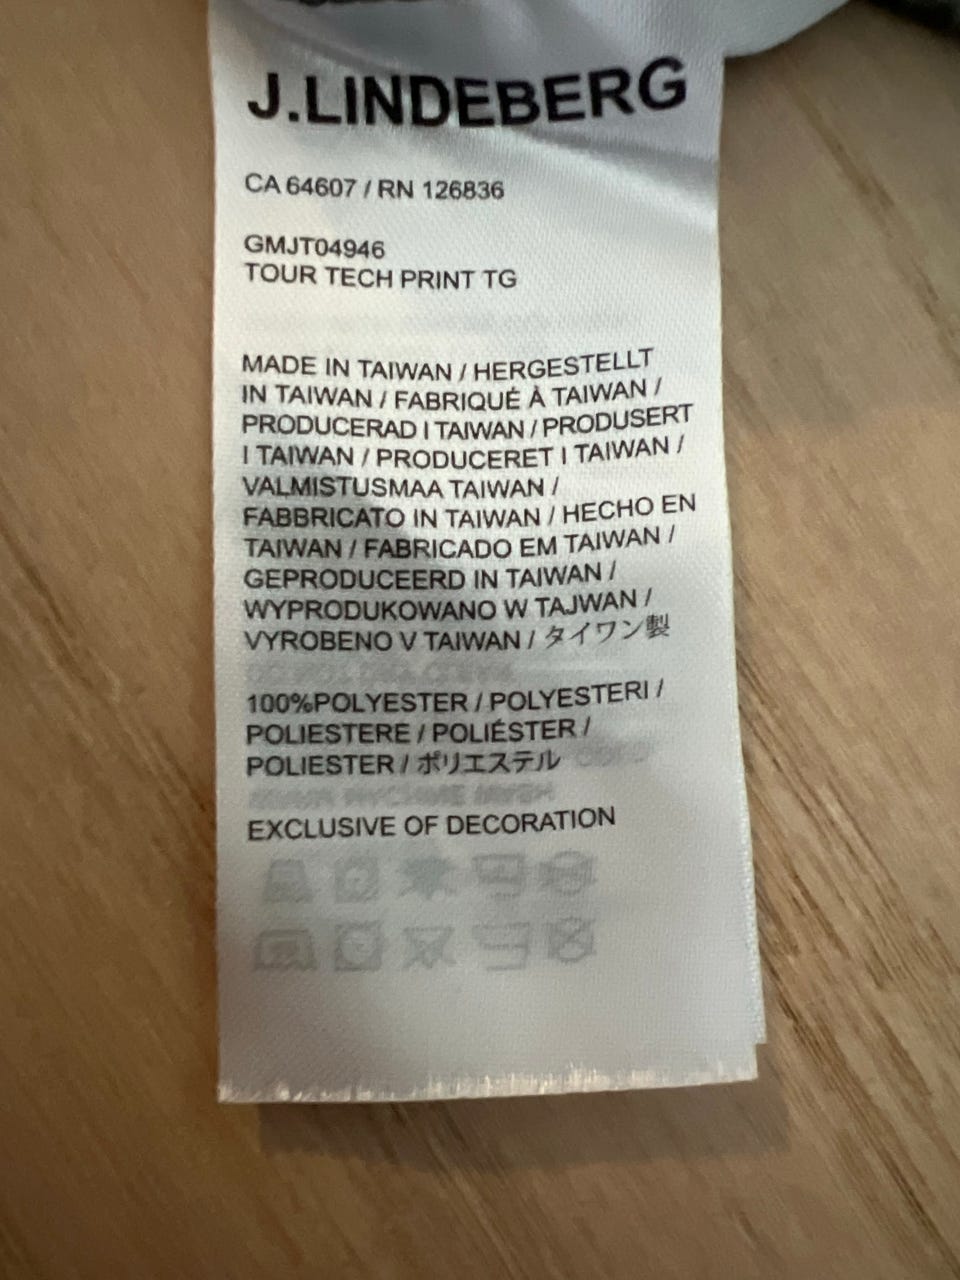 J.LINDEBERG
CA 64607 / RN 126836
GMJT04946
TOUR TECH PRINT TG
MADE IN TAIWAN / HERGESTELLT
IN TAIWAN / FABRIQUÉ À TAIWAN /
PRODUCERAD I TAIWAN / PRODUSERT
I TAIWAN / PRODUCERET I TAIWAN /
VALMISTUSMAA TAIWAN /
FABBRICATO IN TAIWAN / HECHO EN
TAIWAN / FABRICADO EM TAIWAN /
GEPRODUCEERD IN TAIWAN /
WYPRODUKOWANO W TAJWAN /
VYROBENO V TAIWAN / タイワン製
100%POLYESTER / POLYESTERI /
POLIESTERE / POLIÉSTER /
POLIESTER / ポリエステル
EXCLUSIVE OF DECORATION